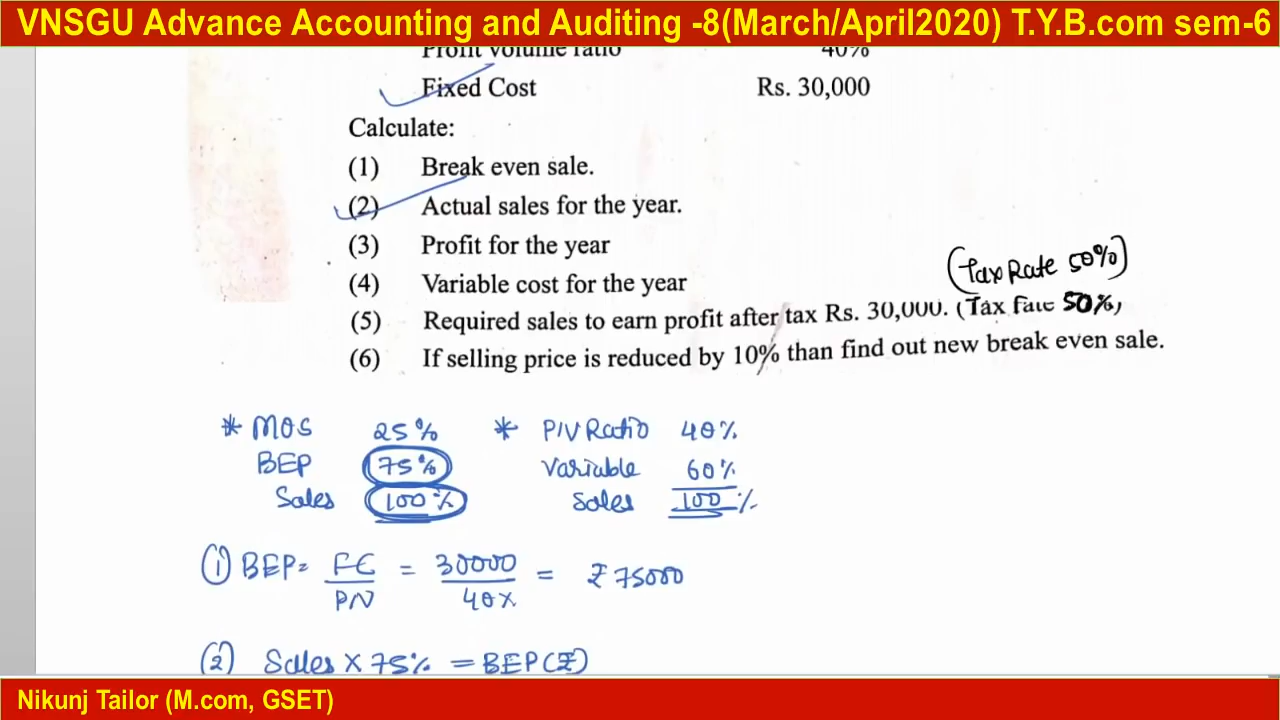 VNSGU Advance Accounting and Auditing -8(March/April2020) T.Y.B.com sem-6
Profit volume ratio 40%
Fixed Cost Rs. 30,000
Calculate:
(1) Break even sale.
(2) Actual sales for the year.
(3) Profit for the year
(Tax Rate 50%)
(4) Variable cost for the year
(5) Required sales to earn profit after tax Rs. 30,000. (Tax rate 50%)
(6) If selling price is reduced by 10% than find out new break even sale.
* MOS 25% * P/V Ratio 40%
BEP 75% Variable 60%
Sales 100% Sales 100%
(1) BEP = FC / PV = 30000 / 40% = ₹ 75000
(2) Sales X 75% = BEP (₹)
Nikunj Tailor (M.com, GSET)